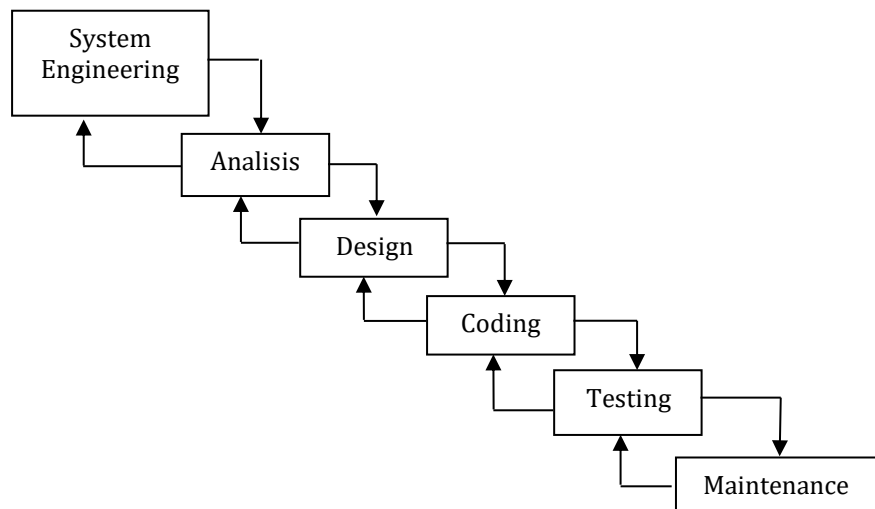 System
Engineering
Analisis
Design
Coding
Testing
Maintenance